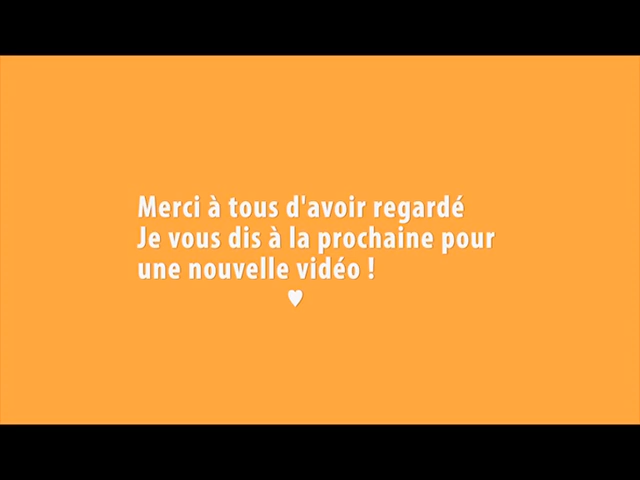 Merci à tous d'avoir regardé
Je vous dis à la prochaine pour
une nouvelle vidéo !
♥